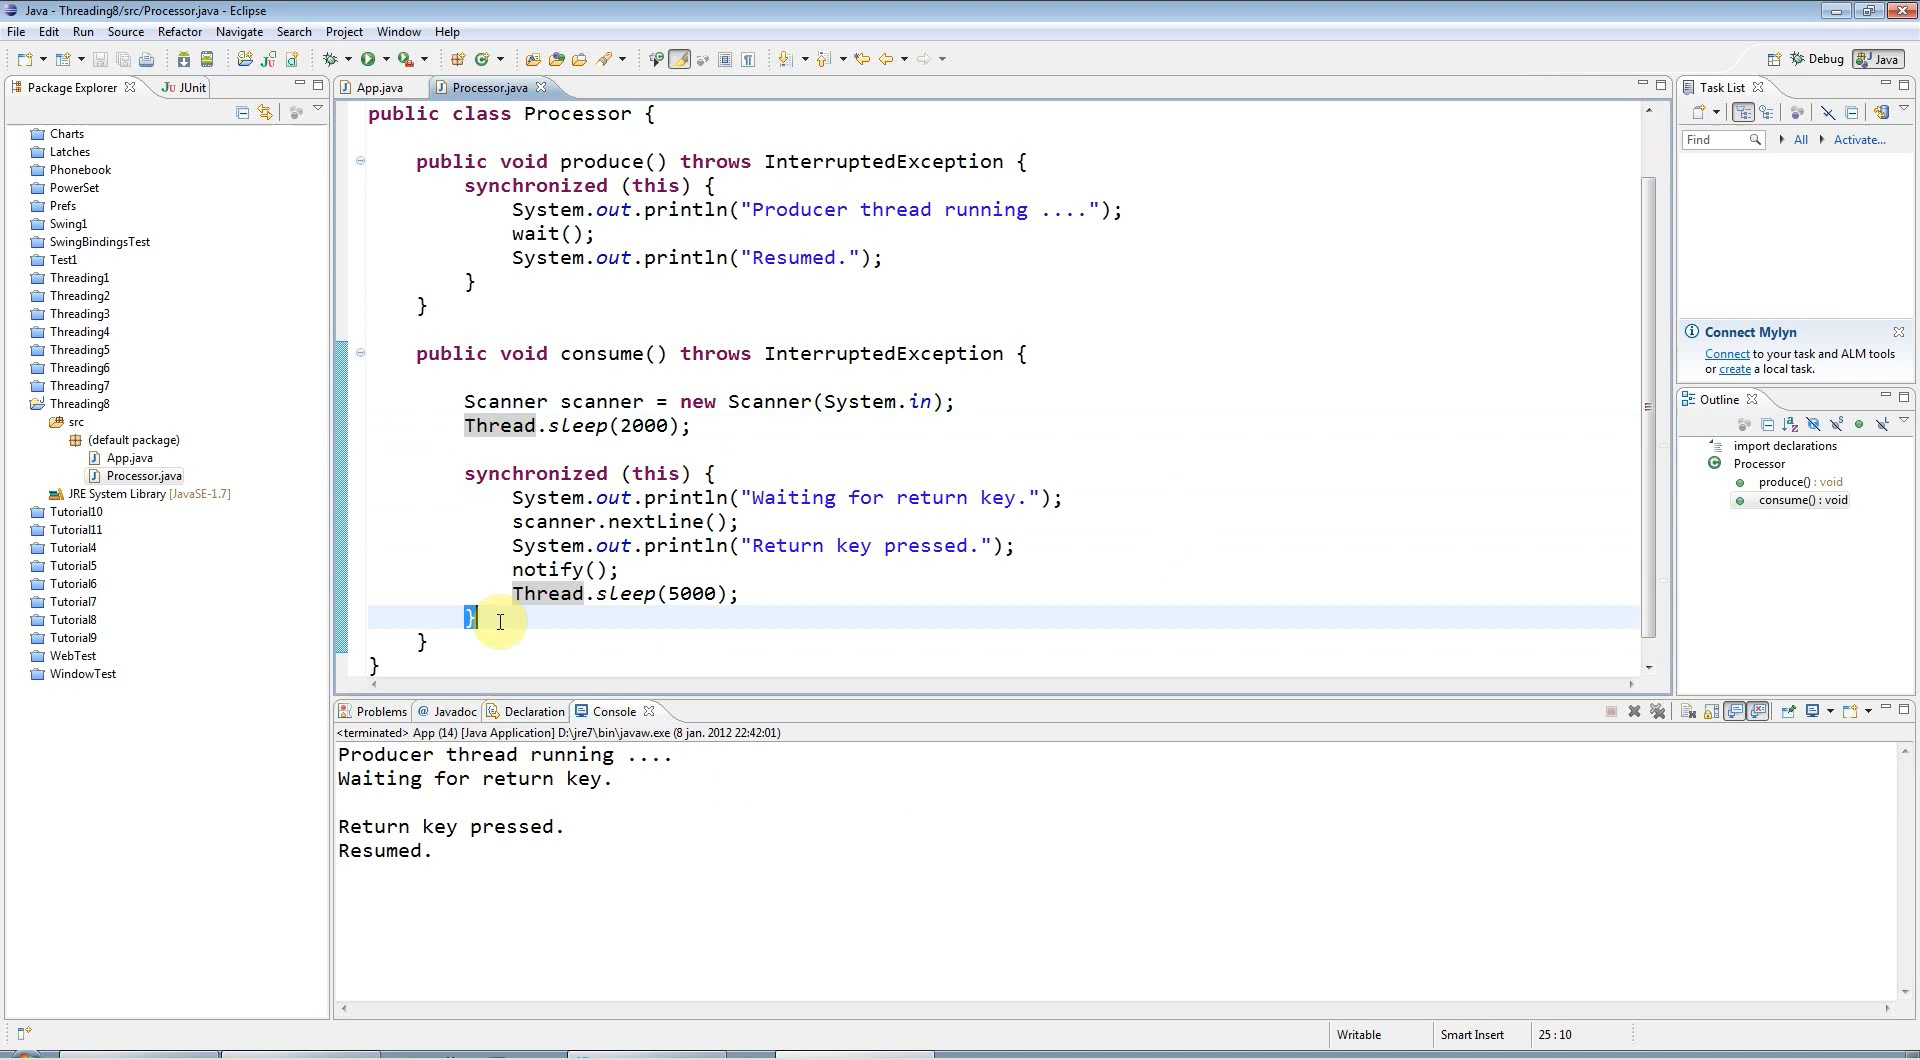 Java - Threading8/src/Processor.java - Eclipse
File Edit Run Source Refactor Navigate Search Project Window Help
Debug Java
Package Explorer JUnit
Charts
Latches
Phonebook
PowerSet
Prefs
Swing1
SwingBindingsTest
Test1
Threading1
Threading2
Threading3
Threading4
Threading5
Threading6
Threading7
Threading8
src
(default package)
App.java
Processor.java
JRE System Library [JavaSE-1.7]
Tutorial10
Tutorial11
Tutorial4
Tutorial5
Tutorial6
Tutorial7
Tutorial8
Tutorial9
WebTest
WindowTest
App.java Processor.java
public class Processor {
public void produce() throws InterruptedException {
synchronized (this) {
System.out.println("Producer thread running ....");
wait();
System.out.println("Resumed.");
}
}
public void consume() throws InterruptedException {
Scanner scanner = new Scanner(System.in);
Thread.sleep(2000);
synchronized (this) {
System.out.println("Waiting for return key.");
scanner.nextLine();
System.out.println("Return key pressed.");
notify();
Thread.sleep(5000);
}
}
}
Task List
Find All Activate...
Connect Mylyn
Connect to your task and ALM tools
or create a local task.
Outline
import declarations
Processor
produce() : void
consume() : void
Problems @ Javadoc Declaration Console
<terminated> App (14) [Java Application] D:\jre7\bin\javaw.exe (8 jan. 2012 22:42:01)
Producer thread running ....
Waiting for return key.
Return key pressed.
Resumed.
Writable Smart Insert 25 : 10